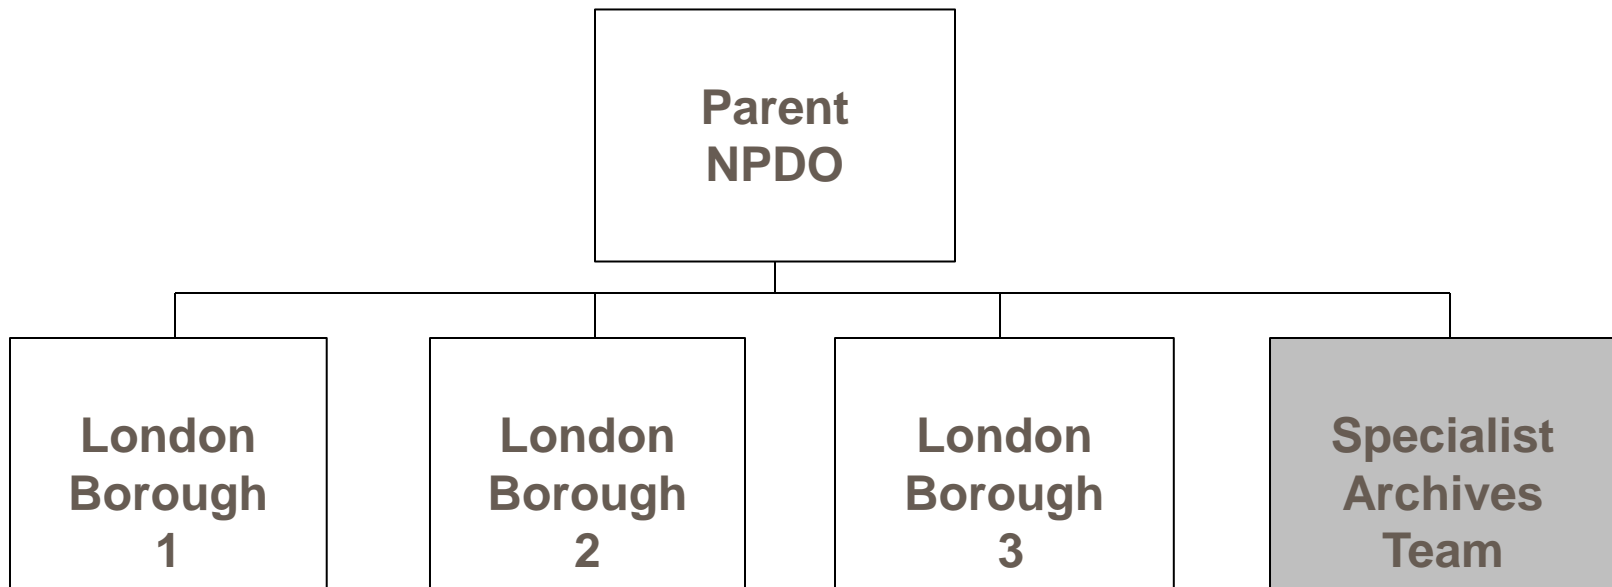 Parent
NPDO
London
Borough
1
London
Borough
2
London
Borough
3
Specialist
Archives
Team